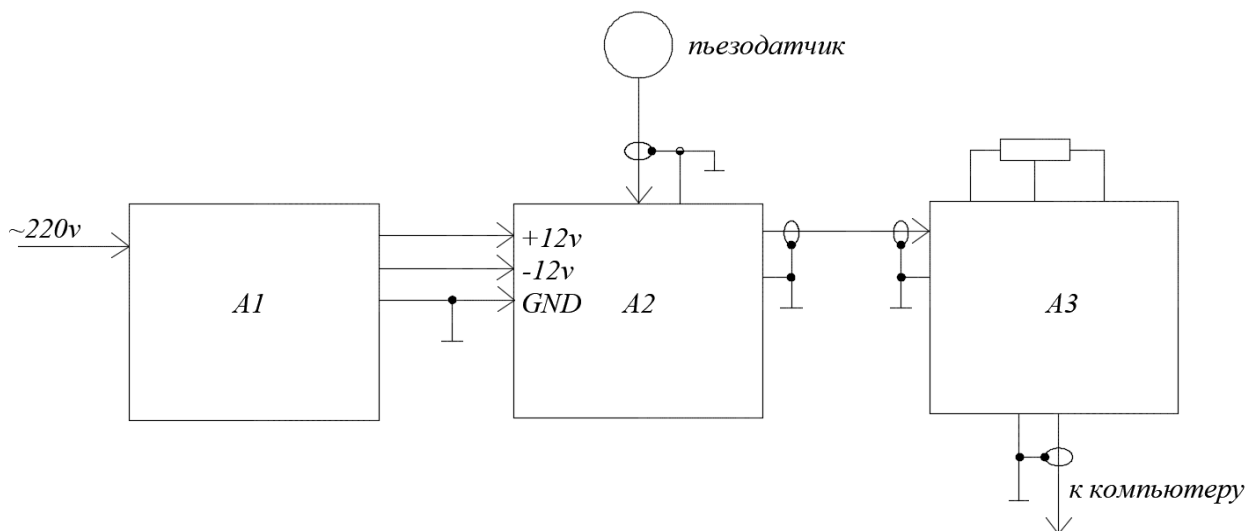 пьезодатчик
~220v
+12v
-12v
GND
A1
A2
A3
к компьютеру